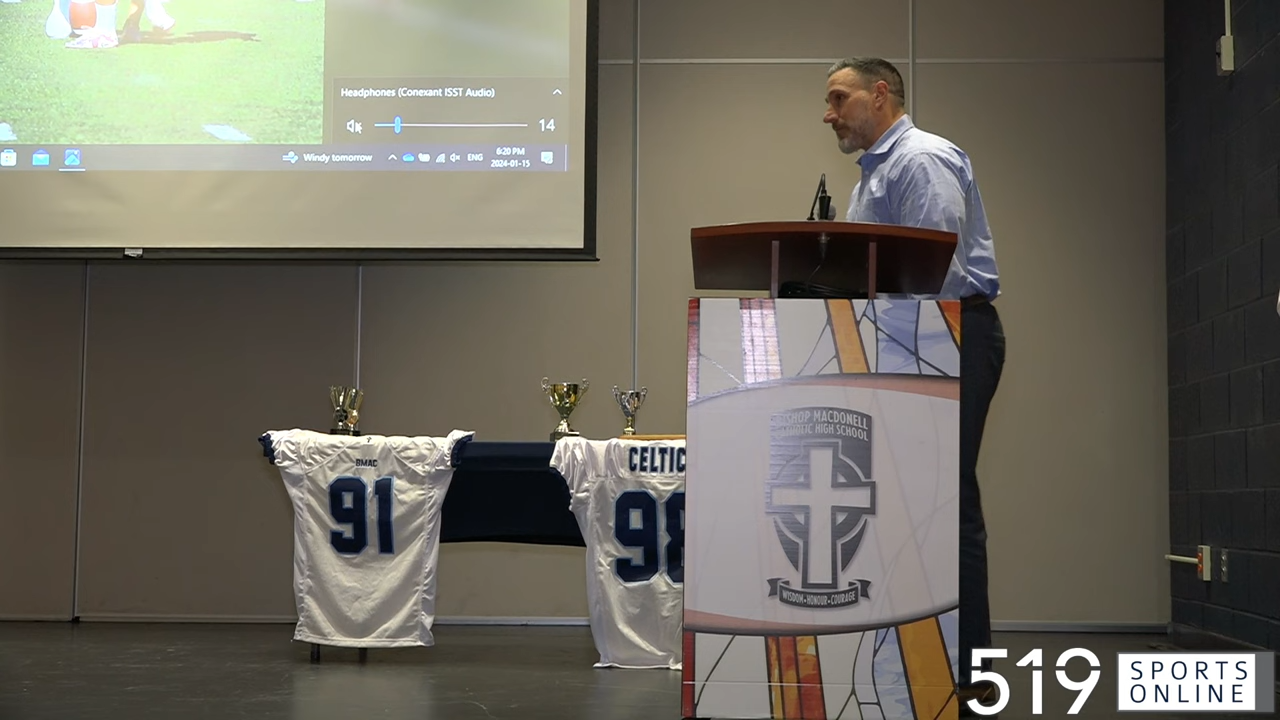 Headphones (Conexant ISST Audio)
14
Windy tomorrow
ENG
6:20 PM
2024-01-15
BMAC
91
CELTIC
98
BISHOP MACDONELL
CATHOLIC HIGH SCHOOL
WISDOM•HONOUR•COURAGE
519
SPORTS
ONLINE